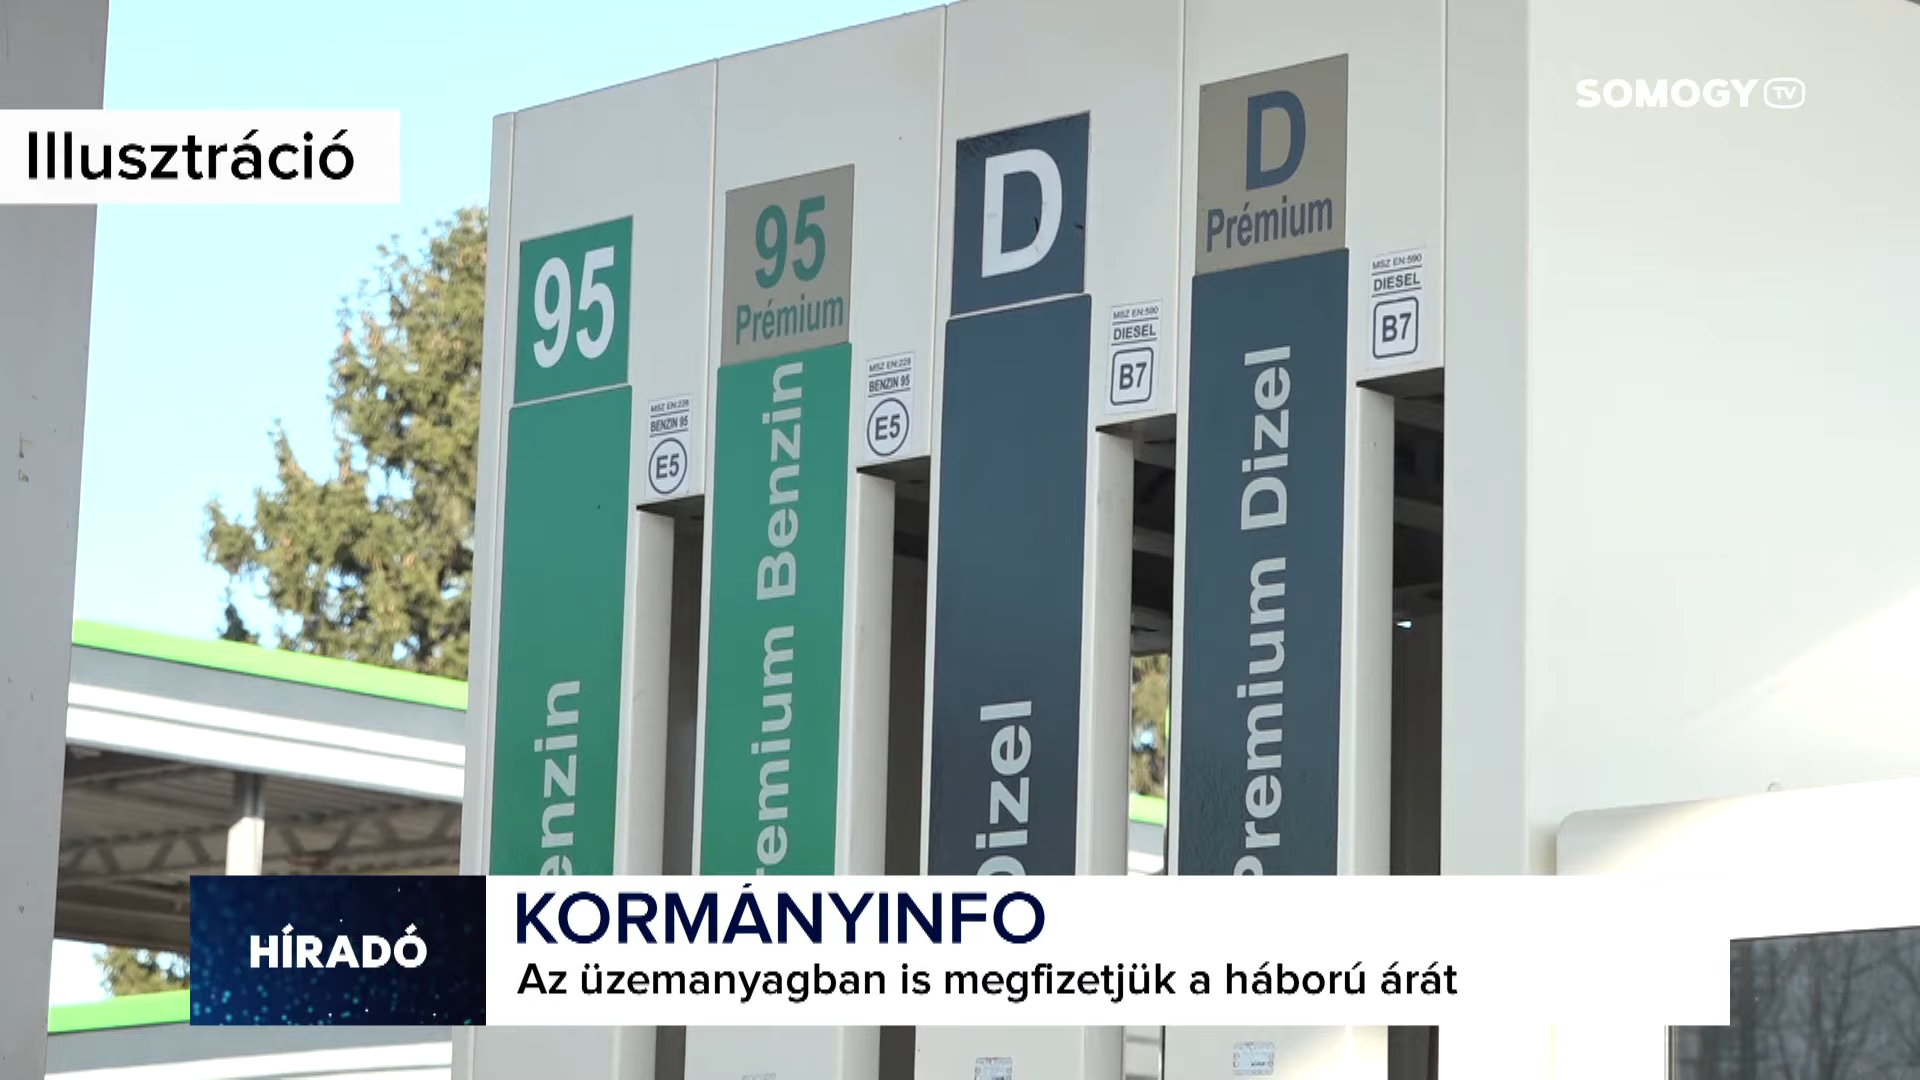 SOMOGY TV
Illusztráció
95
95
Prémium
D
D
Prémium
MSZ EN:228
BENZIN 95
E5
MSZ EN:228
BENZIN 95
E5
MSZ EN:590
DIESEL
B7
MSZ EN:590
DIESEL
B7
enzin
remium Benzin
Dizel
Premium Dizel
HÍRADÓ
KORMÁNYINFO
Az üzemanyagban is megfizetjük a háború árát